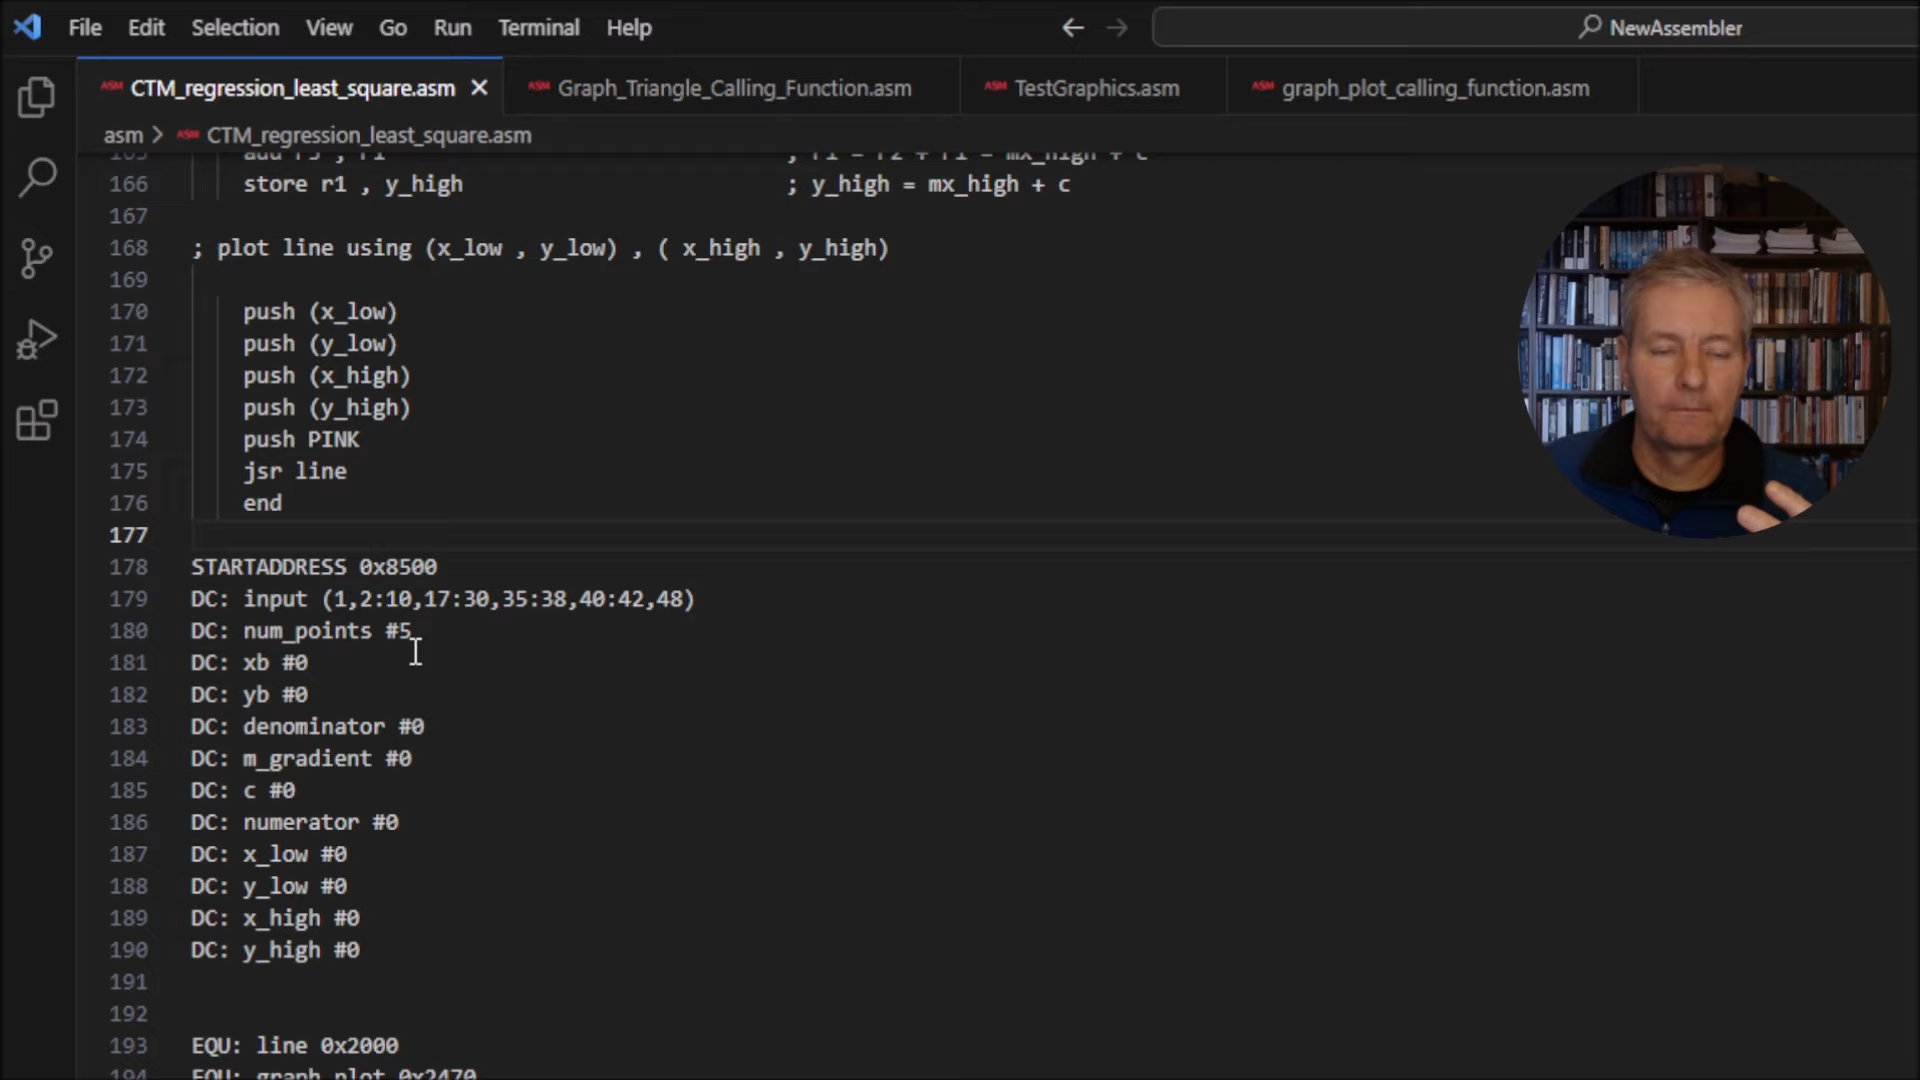 File Edit Selection View Go Run Terminal Help
NewAssembler
CTM_regression_least_square.asm
Graph_Triangle_Calling_Function.asm
TestGraphics.asm
graph_plot_calling_function.asm
asm > CTM_regression_least_square.asm
165 add r3 , r1 ; r1 = r2 + r1 = mx_high + c
166 store r1 , y_high ; y_high = mx_high + c
167
168 ; plot line using (x_low , y_low) , ( x_high , y_high)
169
170 push (x_low)
171 push (y_low)
172 push (x_high)
173 push (y_high)
174 push PINK
175 jsr line
176 end
177
178 STARTADDRESS 0x8500
179 DC: input (1,2:10,17:30,35:38,40:42,48)
180 DC: num_points #5
181 DC: xb #0
182 DC: yb #0
183 DC: denominator #0
184 DC: m_gradient #0
185 DC: c #0
186 DC: numerator #0
187 DC: x_low #0
188 DC: y_low #0
189 DC: x_high #0
190 DC: y_high #0
191
192
193 EQU: line 0x2000
194 EQU: graph_plot 0x2470